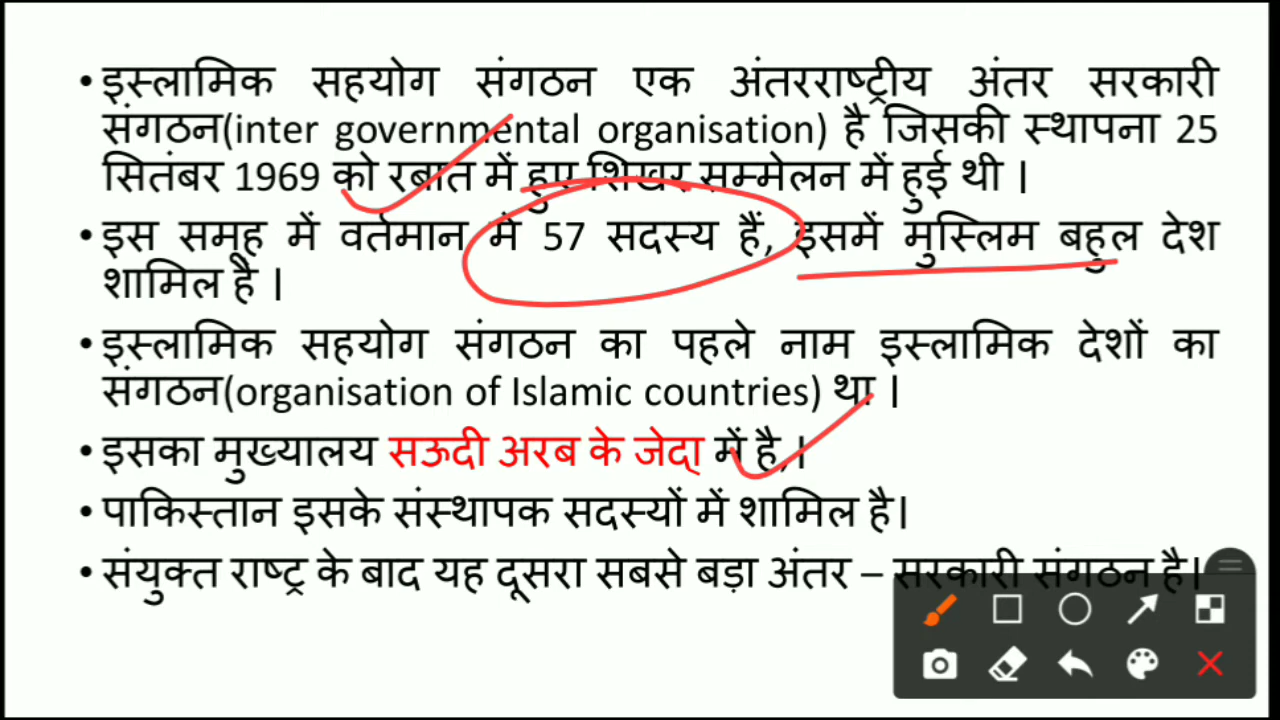 • इस्लामिक सहयोग संगठन एक अंतरराष्ट्रीय अंतर सरकारी
संगठन(inter governmental organisation) है जिसकी स्थापना 25
सितंबर 1969 को रबात में हुए शिखर सम्मेलन में हुई थी ।
• इस समूह में वर्तमान में 57 सदस्य हैं, इसमें मुस्लिम बहुल देश
शामिल है ।
• इस्लामिक सहयोग संगठन का पहले नाम इस्लामिक देशों का
संगठन(organisation of Islamic countries) था ।
• इसका मुख्यालय सऊदी अरब के जेद्दा में है,।
• पाकिस्तान इसके संस्थापक सदस्यों में शामिल है।
• संयुक्त राष्ट्र के बाद यह दूसरा सबसे बड़ा अंतर – सरकारी संगठन है।